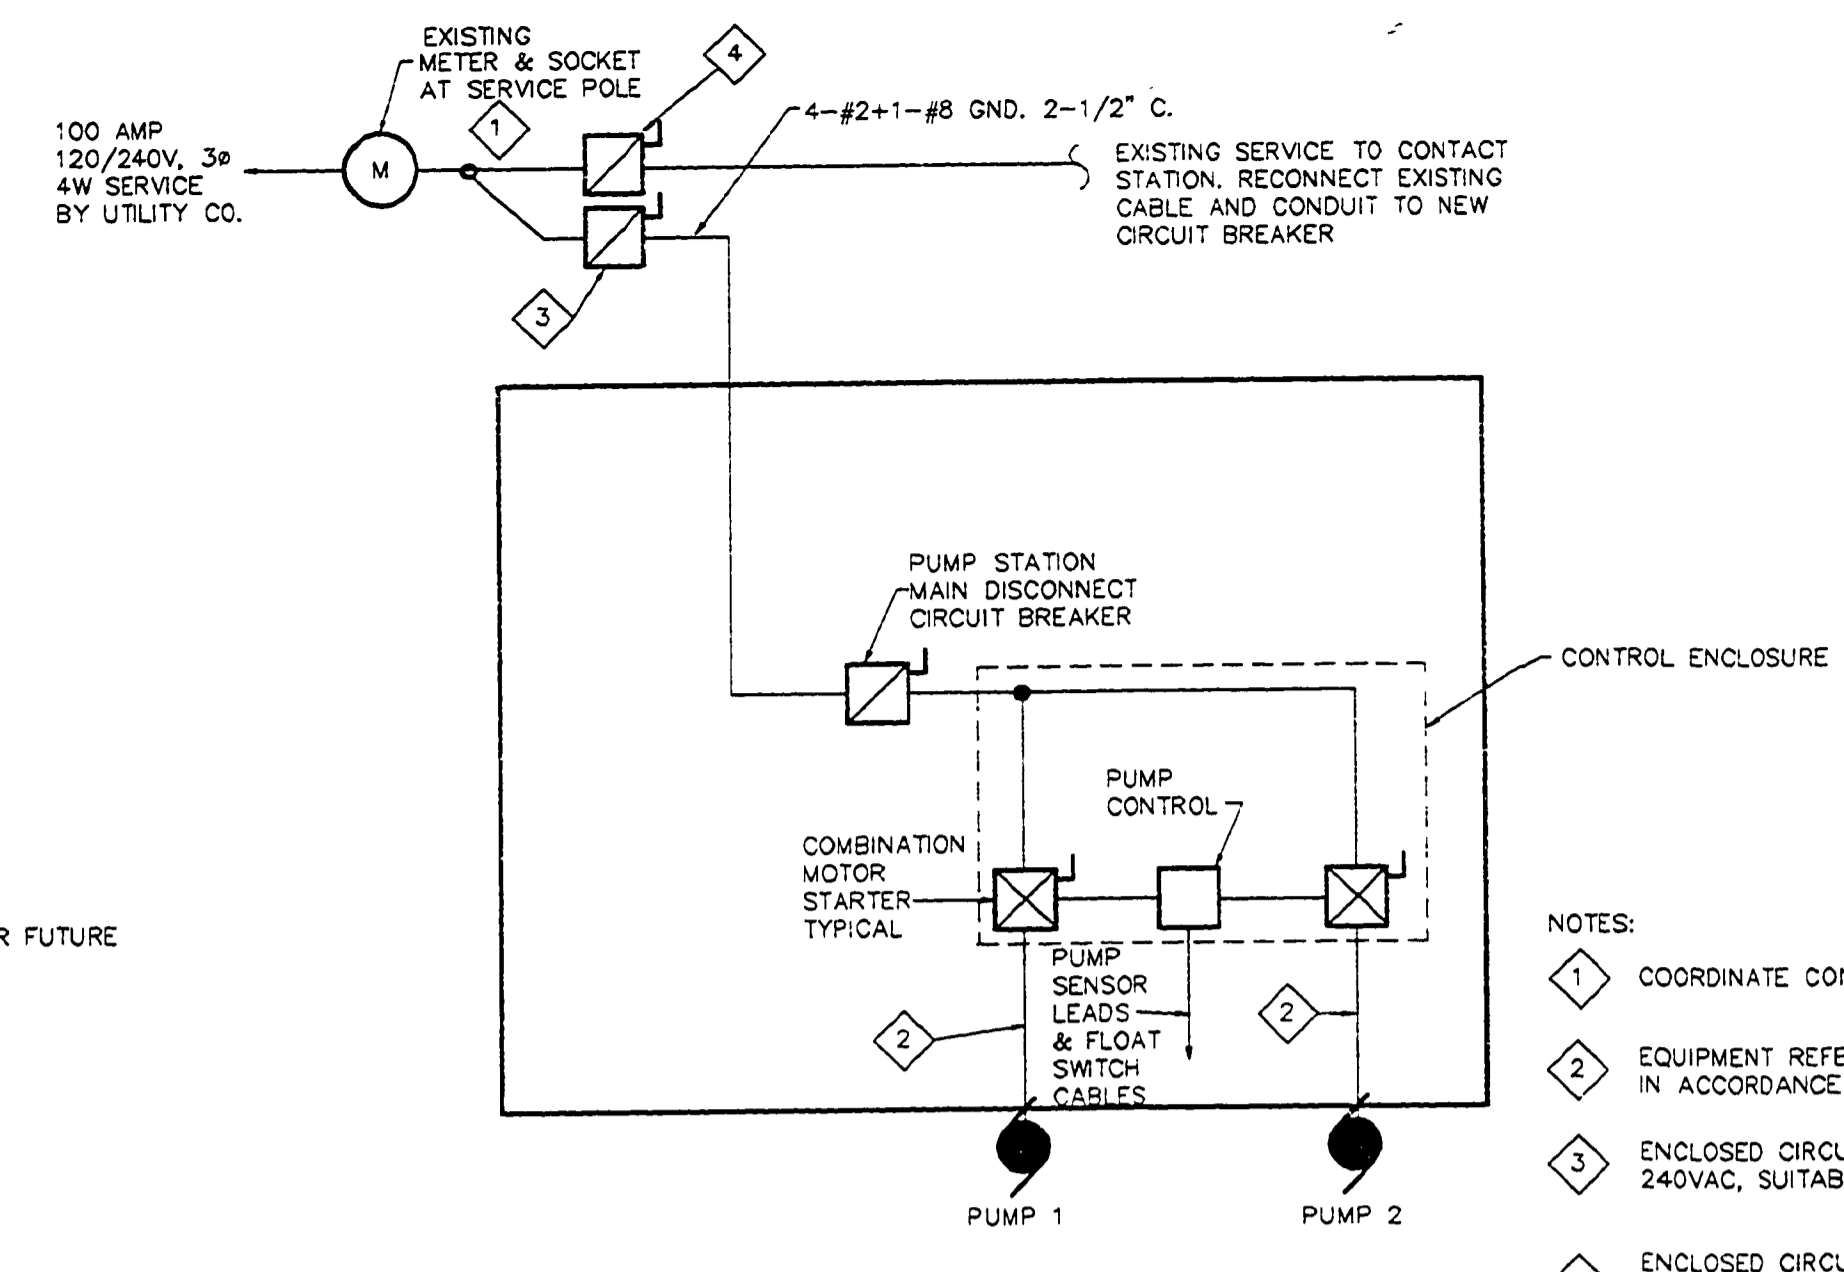 EXISTING
METER & SOCKET
AT SERVICE POLE
4
1
100 AMP
120/240V, 3ø
4W SERVICE
BY UTILITY CO.
M
4-#2+1-#8 GND. 2-1/2" C.
EXISTING SERVICE TO CONTACT
STATION. RECONNECT EXISTING
CABLE AND CONDUIT TO NEW
CIRCUIT BREAKER
3
PUMP STATION
MAIN DISCONNECT
CIRCUIT BREAKER
CONTROL ENCLOSURE
PUMP
CONTROL
COMBINATION
MOTOR
STARTER
TYPICAL
R FUTURE
PUMP
SENSOR
LEADS
& FLOAT
SWITCH
CABLES
2
2
PUMP 1
PUMP 2
NOTES:
1 COORDINATE CON
2 EQUIPMENT REFE
IN ACCORDANCE
3 ENCLOSED CIRCU
240VAC, SUITAB
ENCLOSED CIRCU